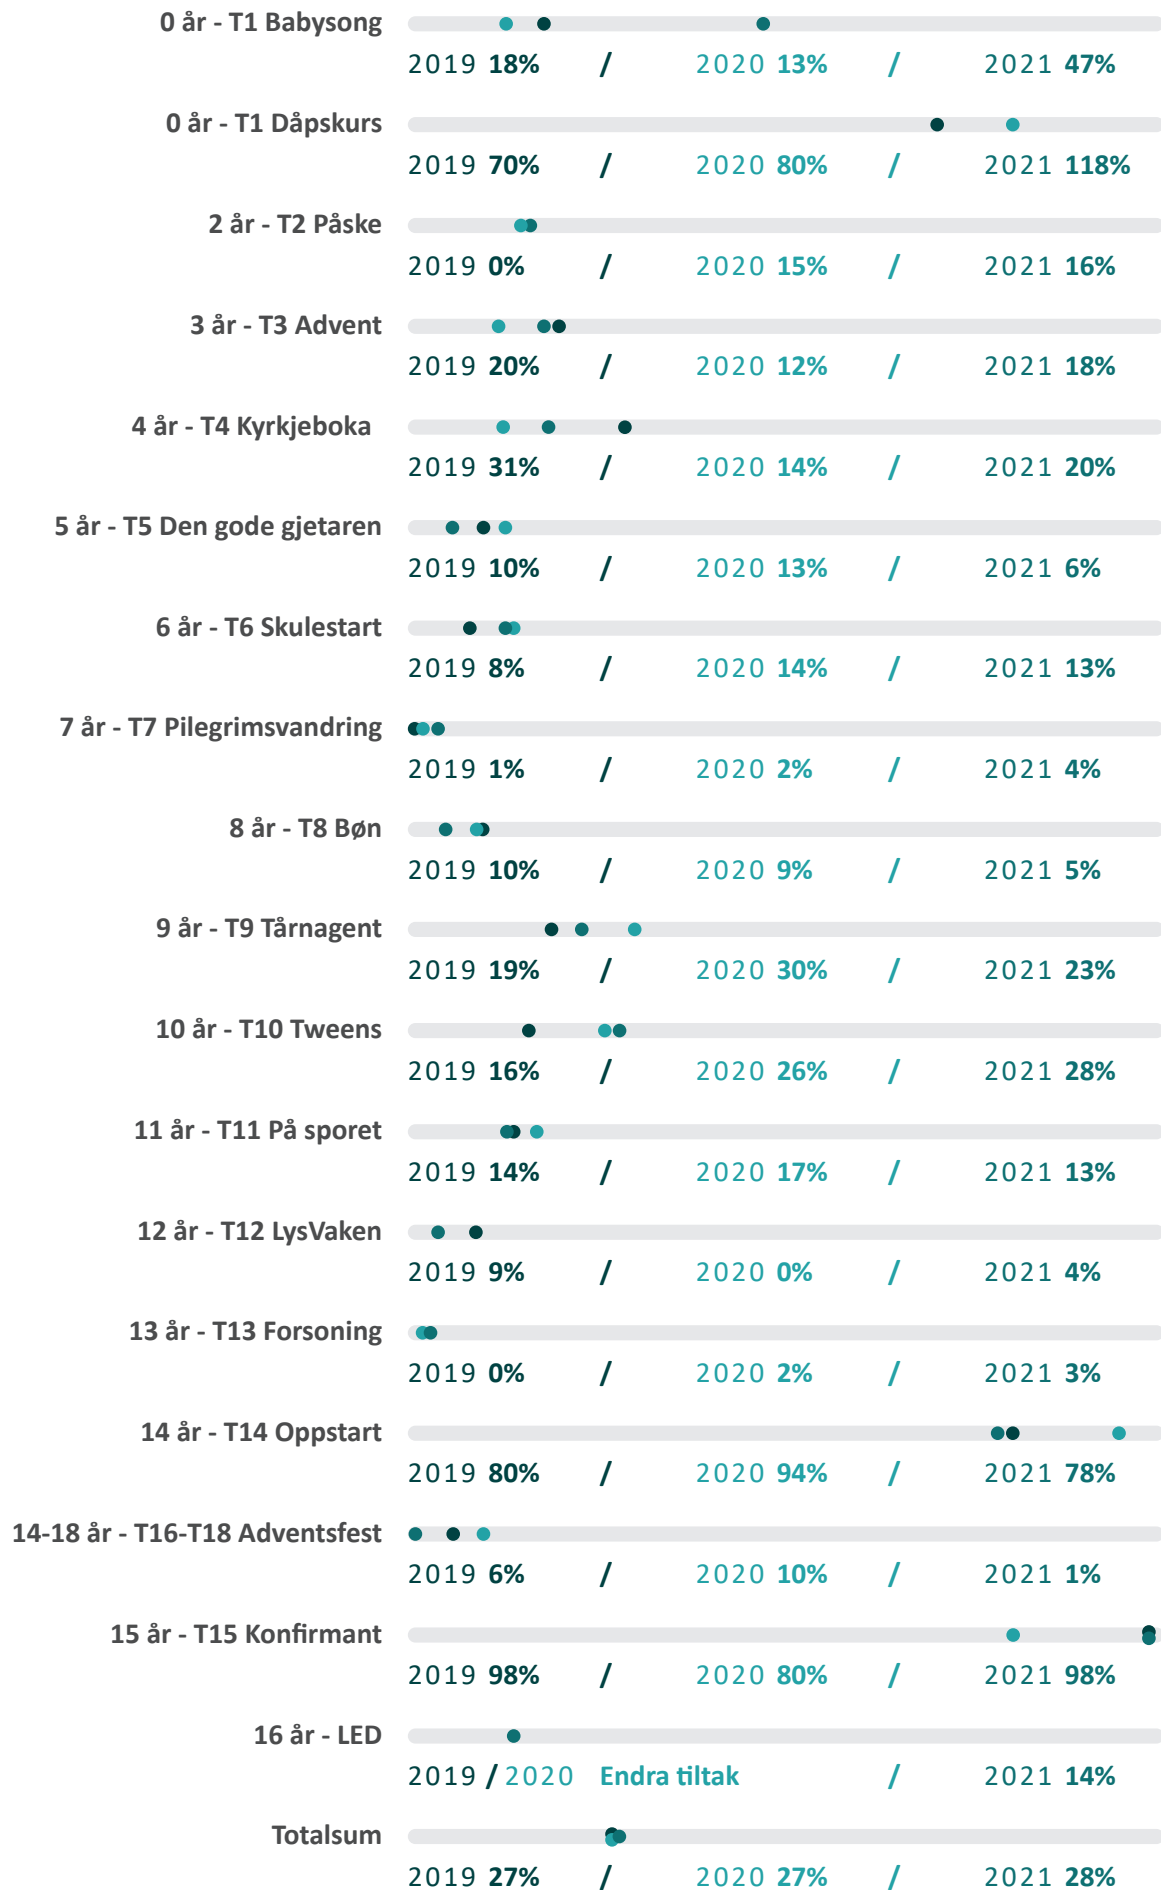 0 år - T1 Babysong
2019 18% / 2020 13% / 2021 47%
0 år - T1 Dåpskurs
2019 70% / 2020 80% / 2021 118%
2 år - T2 Påske
2019 0% / 2020 15% / 2021 16%
3 år - T3 Advent
2019 20% / 2020 12% / 2021 18%
4 år - T4 Kyrkjeboka
2019 31% / 2020 14% / 2021 20%
5 år - T5 Den gode gjetaren
2019 10% / 2020 13% / 2021 6%
6 år - T6 Skulestart
2019 8% / 2020 14% / 2021 13%
7 år - T7 Pilegrimsvandring
2019 1% / 2020 2% / 2021 4%
8 år - T8 Bøn
2019 10% / 2020 9% / 2021 5%
9 år - T9 Tårnagent
2019 19% / 2020 30% / 2021 23%
10 år - T10 Tweens
2019 16% / 2020 26% / 2021 28%
11 år - T11 På sporet
2019 14% / 2020 17% / 2021 13%
12 år - T12 LysVaken
2019 9% / 2020 0% / 2021 4%
13 år - T13 Forsoning
2019 0% / 2020 2% / 2021 3%
14 år - T14 Oppstart
2019 80% / 2020 94% / 2021 78%
14-18 år - T16-T18 Adventsfest
2019 6% / 2020 10% / 2021 1%
15 år - T15 Konfirmant
2019 98% / 2020 80% / 2021 98%
16 år - LED
2019 / 2020 Endra tiltak / 2021 14%
Totalsum
2019 27% / 2020 27% / 2021 28%